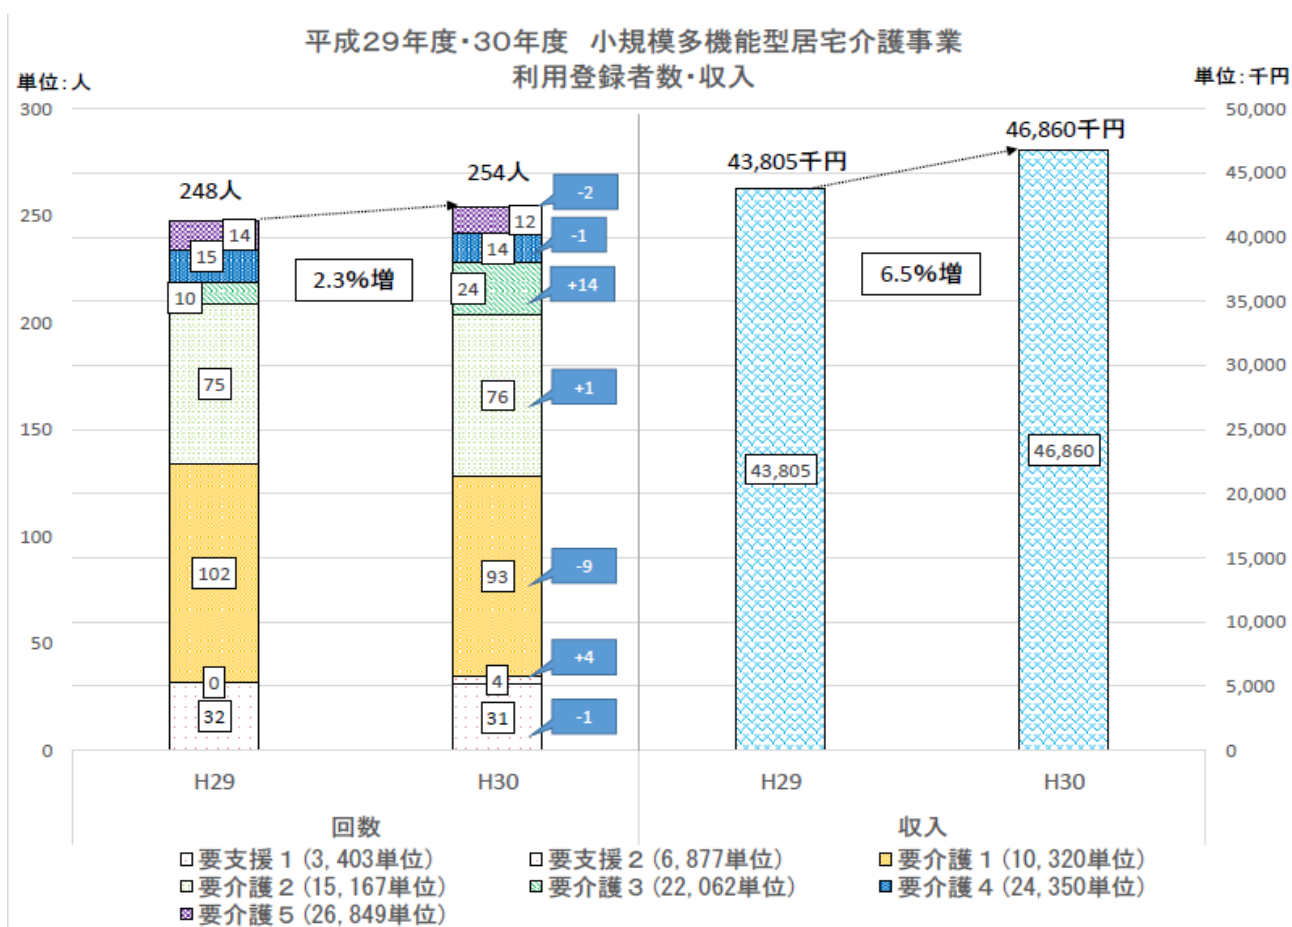 平成29年度・30年度　小規模多機能型居宅介護事業
利用登録者数・収入
単位：人
単位：千円
300
250
200
150
100
50
0
50,000
45,000
40,000
35,000
30,000
25,000
20,000
15,000
10,000
5,000
0
248人
14
15
10
75
102
0
32
2.3%増
254人
12
14
24
76
93
4
31
-2
-1
+14
+1
-9
+4
-1
43,805千円
43,805
6.5%増
46,860千円
46,860
H29
H30
H29
H30
回数
収入
要支援１(3,403単位)
要支援２(6,877単位)
要介護１(10,320単位)
要介護２(15,167単位)
要介護３(22,062単位)
要介護４(24,350単位)
要介護５(26,849単位)